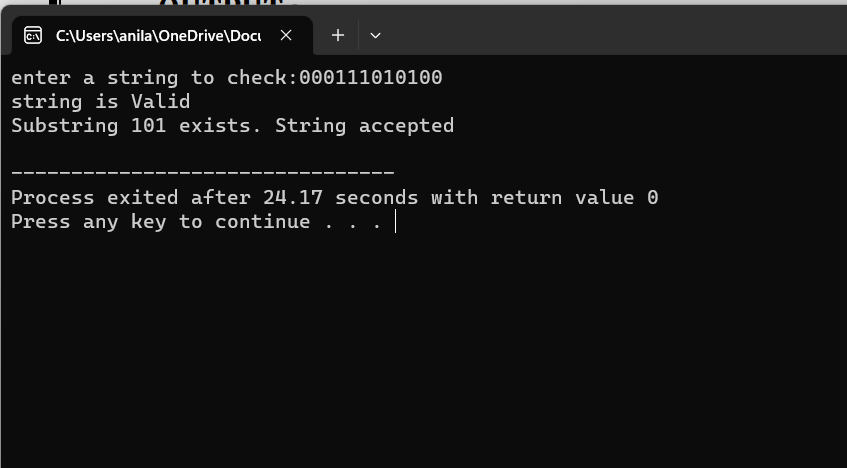 C:\Users\anila\OneDrive\Docu
enter a string to check:000111010100
string is Valid
Substring 101 exists. String accepted
--------------------------------
Process exited after 24.17 seconds with return value 0
Press any key to continue . . .